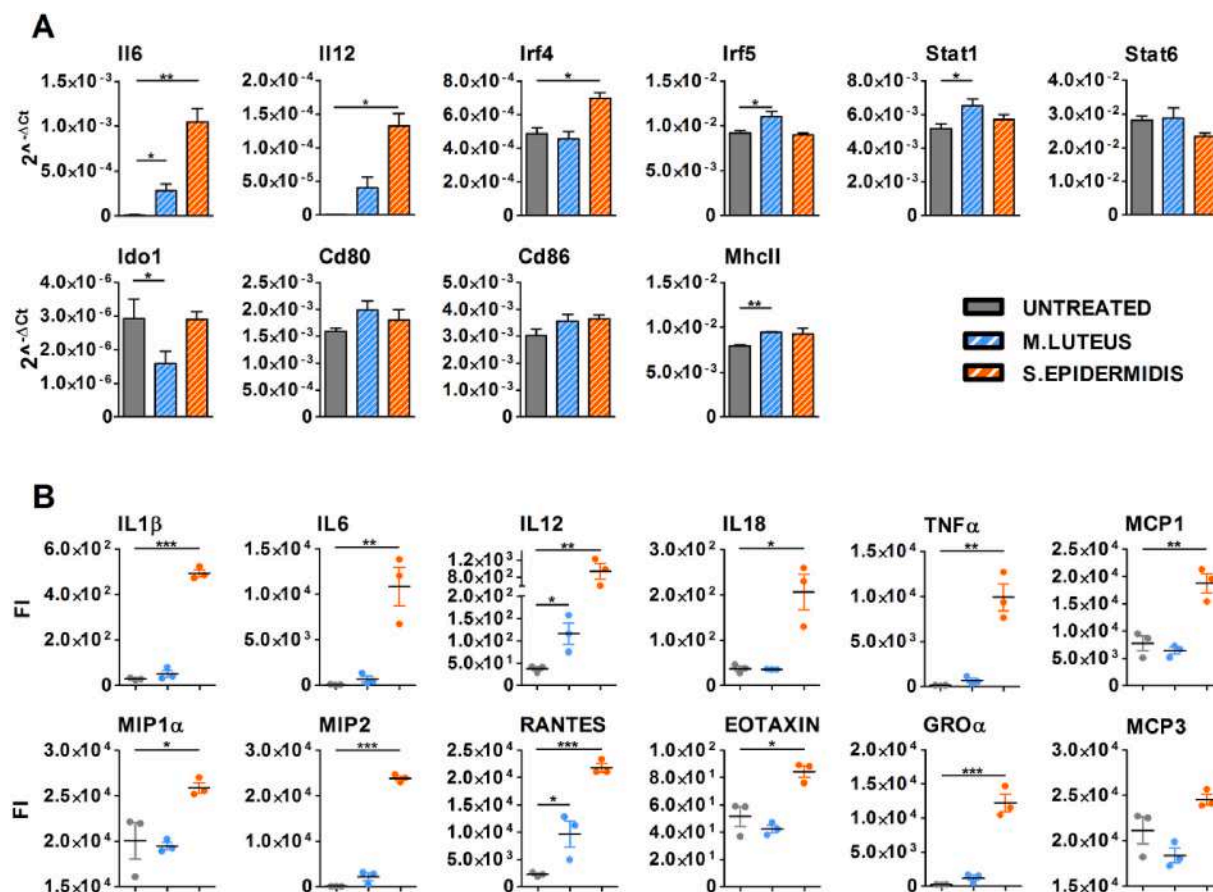 A
Il6 Il12 Irf4 Irf5 Stat1 Stat6
2^-ΔCt
1.5×10⁻³ 1.0×10⁻³ 5.0×10⁻⁴ 0 ** *
2.0×10⁻⁴ 1.5×10⁻⁴ 1.0×10⁻⁴ 5.0×10⁻⁵ 0 *
8.0×10⁻⁴ 6.0×10⁻⁴ 4.0×10⁻⁴ 2.0×10⁻⁴ 0 *
1.5×10⁻² 1.0×10⁻² 5.0×10⁻³ 0 *
9.0×10⁻³ 6.0×10⁻³ 3.0×10⁻³ 0 *
4.0×10⁻² 3.0×10⁻² 2.0×10⁻² 1.0×10⁻² 0
Ido1 Cd80 Cd86 MhcII
2^-ΔCt
4.0×10⁻⁶ 3.0×10⁻⁶ 2.0×10⁻⁶ 1.0×10⁻⁶ 0 *
2.5×10⁻³ 2.0×10⁻³ 1.5×10⁻³ 1.0×10⁻³ 5.0×10⁻⁴ 0
5.0×10⁻³ 4.0×10⁻³ 3.0×10⁻³ 2.0×10⁻³ 1.0×10⁻³ 0
1.5×10⁻² 1.0×10⁻² 5.0×10⁻³ 0 **
UNTREATED
M.LUTEUS
S.EPIDERMIDIS
B
IL1β IL6 IL12 IL18 TNFα MCP1
FI
6.0×10² 4.0×10² 2.0×10² 0 ***
1.5×10⁴ 1.0×10⁴ 5.0×10³ 0 **
1.2×10³ 8.0×10² 2.0×10² 1.5×10² 1.0×10² 5.0×10¹ 0 ** *
3.0×10² 2.0×10² 1.0×10² 0 *
1.5×10⁴ 1.0×10⁴ 5.0×10³ 0 **
2.5×10⁴ 2.0×10⁴ 1.5×10⁴ 1.0×10⁴ 5.0×10³ 0 **
MIP1α MIP2 RANTES EOTAXIN GROα MCP3
FI
3.0×10⁴ 2.5×10⁴ 2.0×10⁴ 1.5×10⁴ *
3.0×10⁴ 2.0×10⁴ 1.0×10⁴ 0 ***
2.5×10⁴ 2.0×10⁴ 1.5×10⁴ 1.0×10⁴ 5.0×10³ 0 *** *
1.0×10² 8.0×10¹ 6.0×10¹ 4.0×10¹ 2.0×10¹ 0 *
2.0×10⁴ 1.5×10⁴ 1.0×10⁴ 5.0×10³ 0 ***
3.0×10⁴ 2.5×10⁴ 2.0×10⁴ 1.5×10⁴